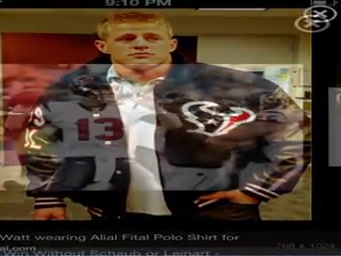 9:10 PM
13
Watt wearing Alial Fital Polo Shirt for
al.com
768 x 1024
Win Without Schaub or Leinart -